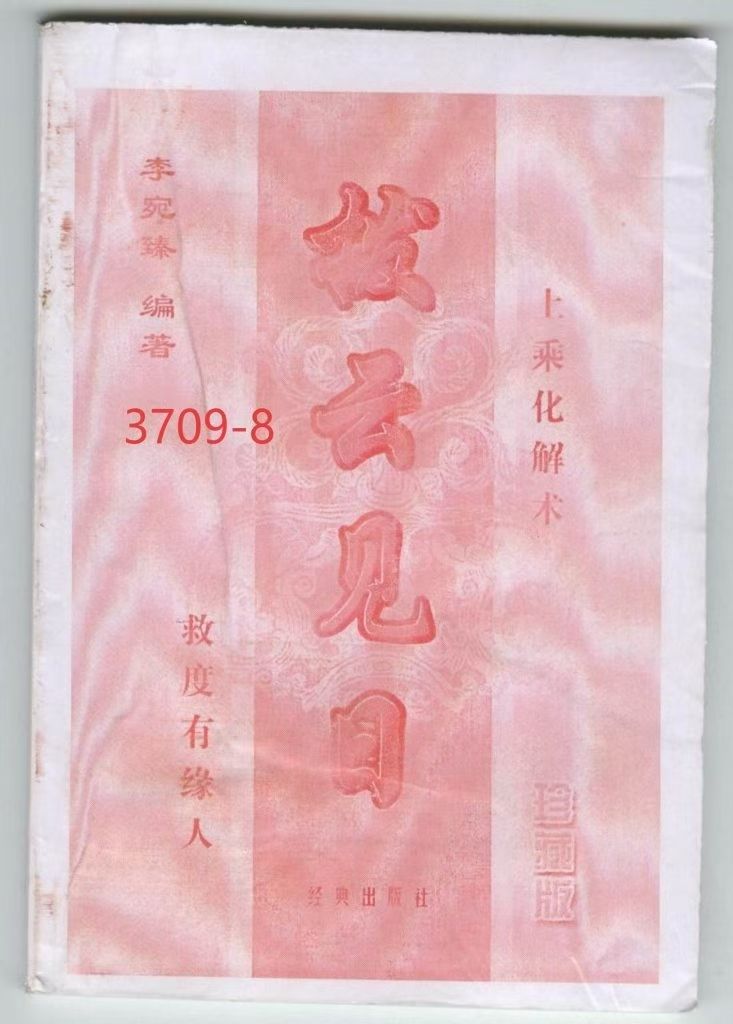 上乘化解术
珍藏版
拨云见日
经典出版社
李宛臻 编著
3709-8
救度有缘人